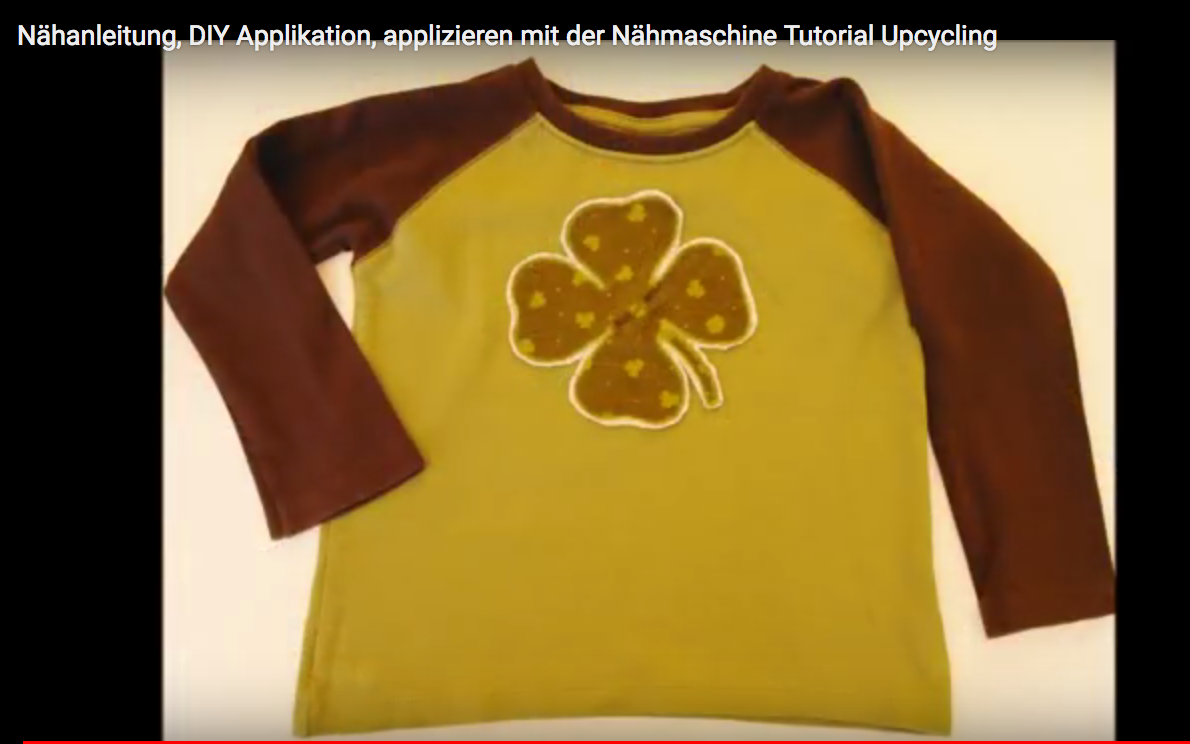 Nähanleitung, DIY Applikation, applizieren mit der Nähmaschine Tutorial Upcycling